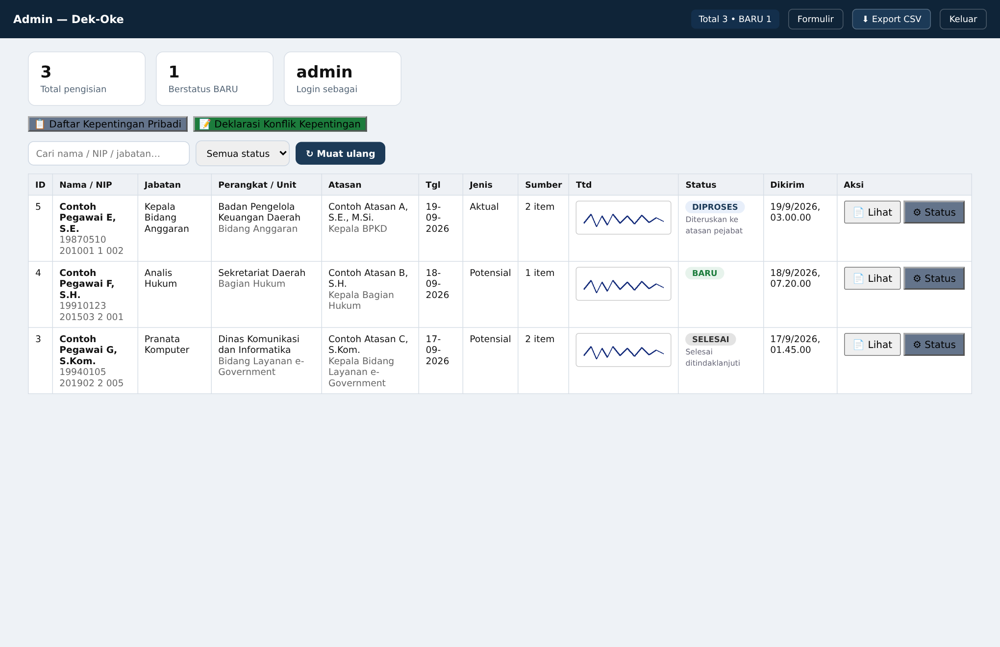 Admin — Dek-Oke
Total 3 • BARU 1
Formulir
⬇ Export CSV
Keluar
3
Total pengisian
1
Berstatus BARU
admin
Login sebagai
📋 Daftar Kepentingan Pribadi
📝 Deklarasi Konflik Kepentingan
Cari nama / NIP / jabatan...
Semua status
↻ Muat ulang
ID
Nama / NIP
Jabatan
Perangkat / Unit
Atasan
Tgl
Jenis
Sumber
Ttd
Status
Dikirim
Aksi
5
Contoh
Pegawai E,
S.E.
19870510
201001 1 002
Kepala
Bidang
Anggaran
Badan Pengelola
Keuangan Daerah
Bidang Anggaran
Contoh Atasan A,
S.E., M.Si.
Kepala BPKD
19-
09-
2026
Aktual
2 item
DIPROSES
Diteruskan ke
atasan pejabat
19/9/2026,
03.00.00
📄 Lihat
⚙ Status
4
Contoh
Pegawai F,
S.H.
19910123
201503 2 001
Analis
Hukum
Sekretariat Daerah
Bagian Hukum
Contoh Atasan B,
S.H.
Kepala Bagian
Hukum
18-
09-
2026
Potensial
1 item
BARU
18/9/2026,
07.20.00
📄 Lihat
⚙ Status
3
Contoh
Pegawai G,
S.Kom.
19940105
201902 2 005
Pranata
Komputer
Dinas Komunikasi
dan Informatika
Bidang Layanan e-
Government
Contoh Atasan C,
S.Kom.
Kepala Bidang
Layanan e-
Government
17-
09-
2026
Potensial
2 item
SELESAI
Selesai
ditindaklanjuti
17/9/2026,
01.45.00
📄 Lihat
⚙ Status